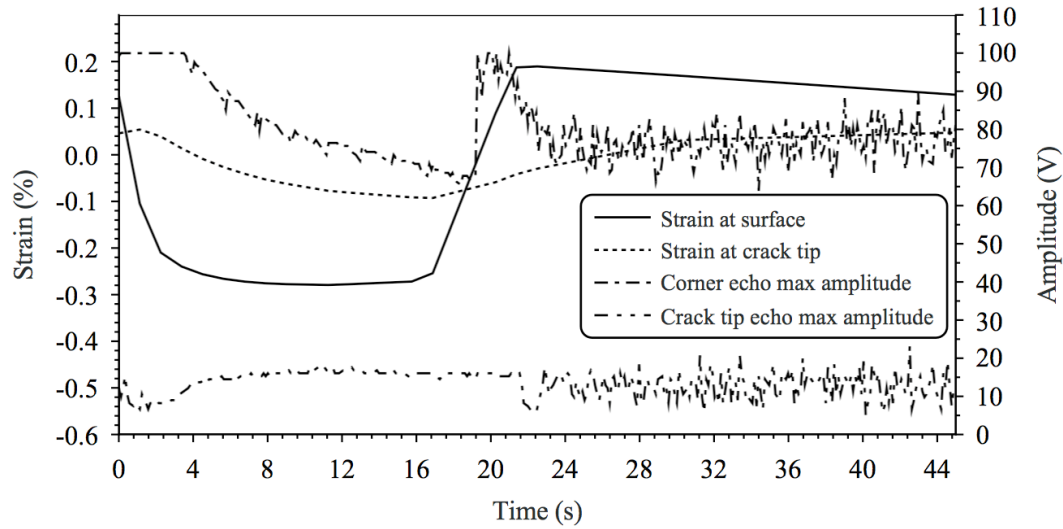 0.2
0.1
0.0
-0.1
-0.2
-0.3
-0.4
-0.5
-0.6
Strain (%)
110
100
90
80
70
60
50
40
30
20
10
0
Amplitude (V)
Strain at surface
Strain at crack tip
Corner echo max amplitude
Crack tip echo max amplitude
0 4 8 12 16 20 24 28 32 36 40 44
Time (s)